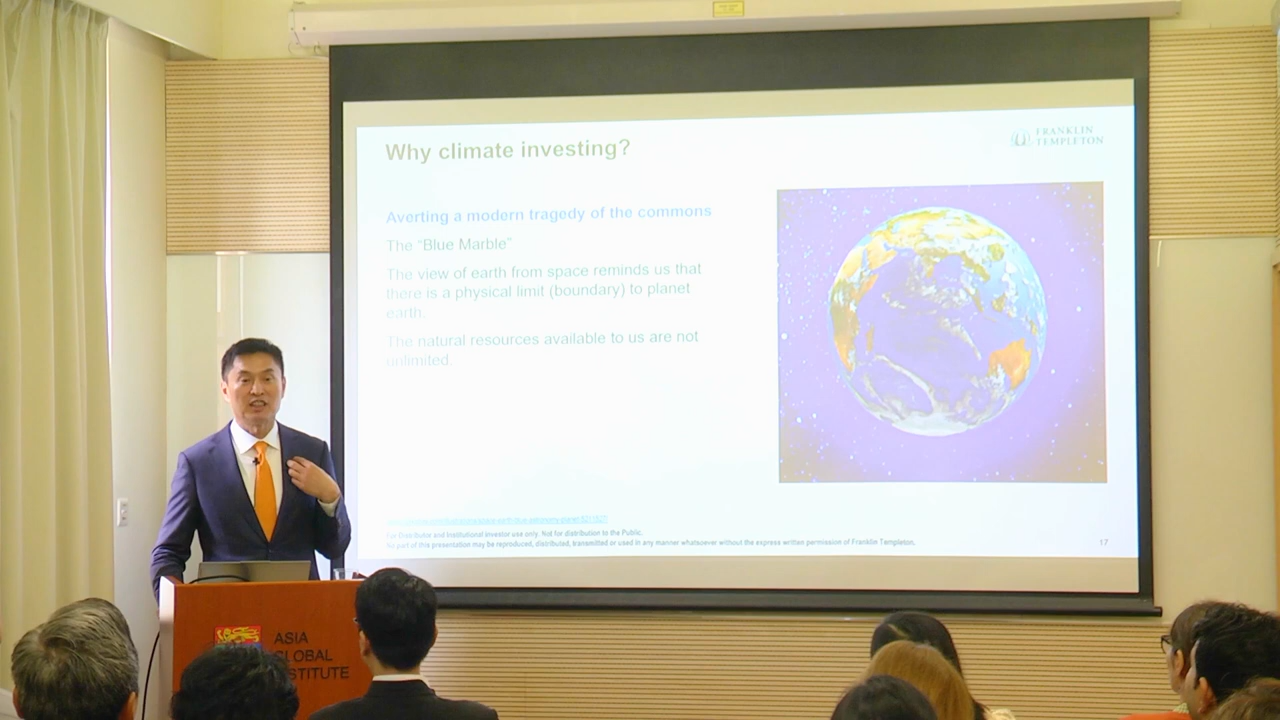 Why climate investing?
FRANKLIN
TEMPLETON
Averting a modern tragedy of the commons
The “Blue Marble”
The view of earth from space reminds us that
there is a physical limit (boundary) to planet
earth.
The natural resources available to us are not
unlimited.
For Distributor and Institutional Investor use only. Not for distribution to the Public.
No part of this presentation may be reproduced, distributed, transmitted or used in any manner whatsoever without the express written permission of Franklin Templeton.
17
ASIA
GLOBAL
INSTITUTE